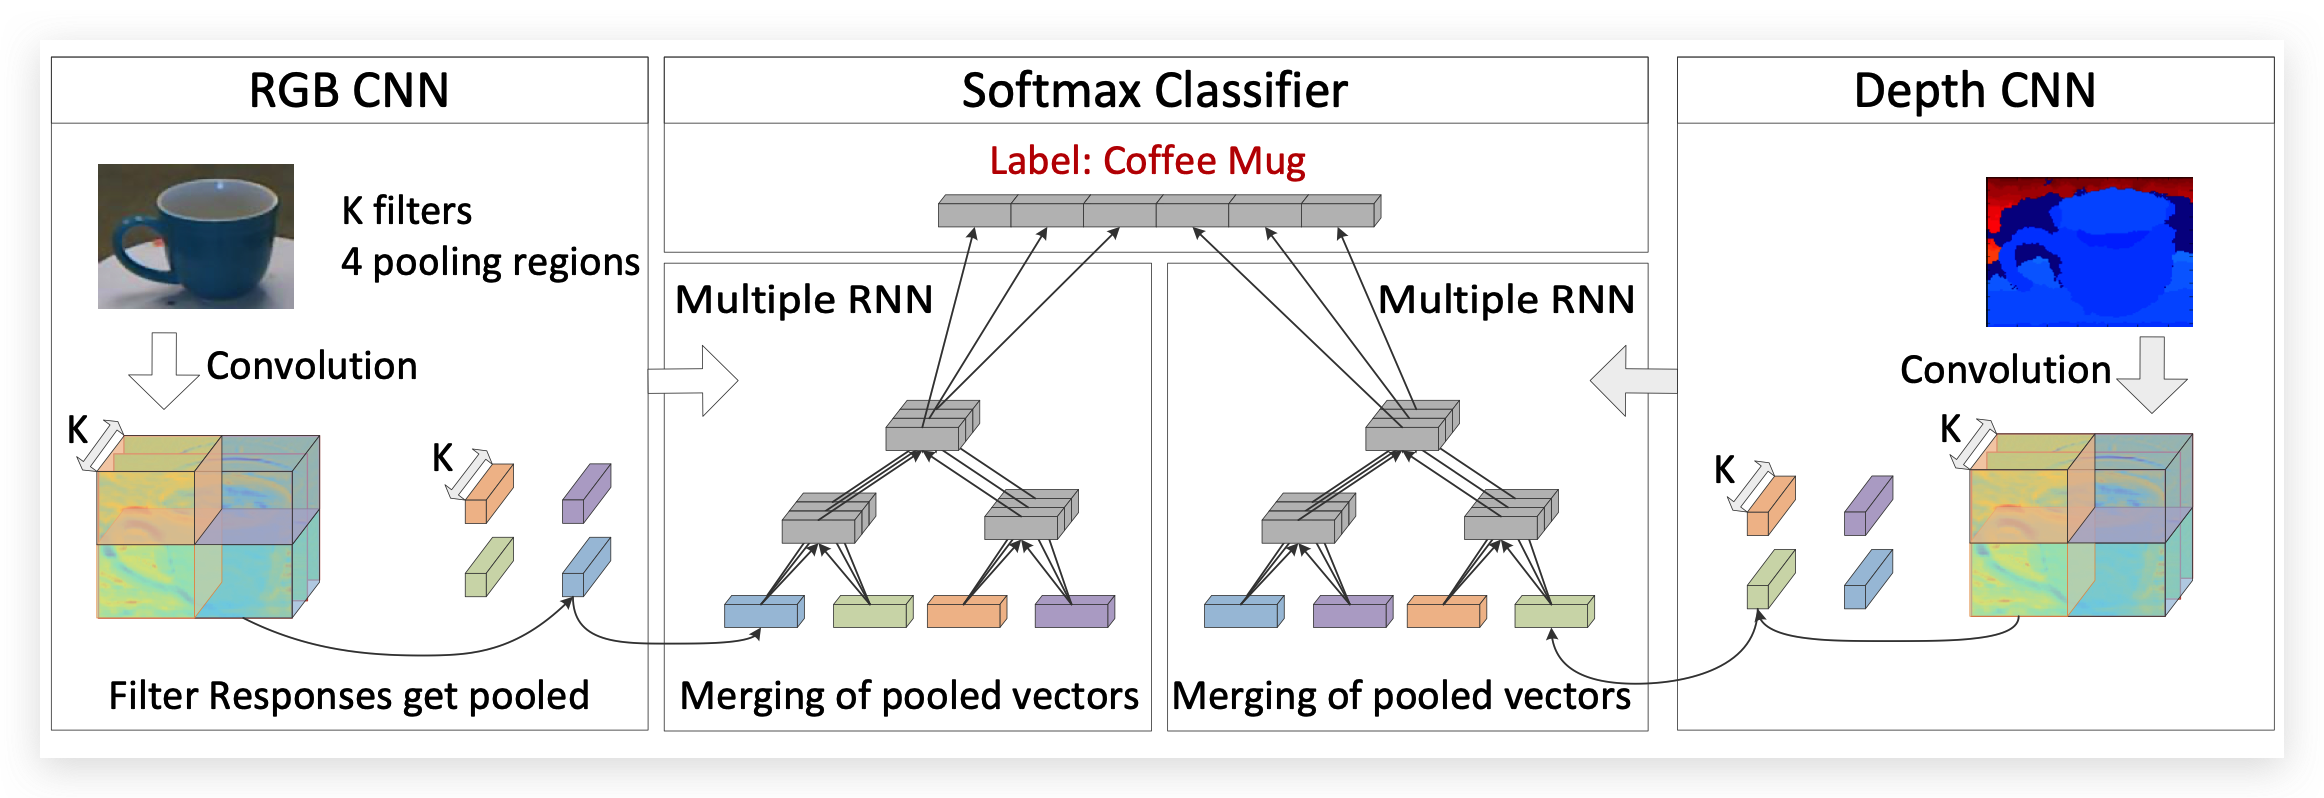 RGB CNN
K filters
4 pooling regions
Convolution
K
K
Filter Responses get pooled
Softmax Classifier
Label: Coffee Mug
Multiple RNN
Merging of pooled vectors
Multiple RNN
Merging of pooled vectors
Depth CNN
Convolution
K
K